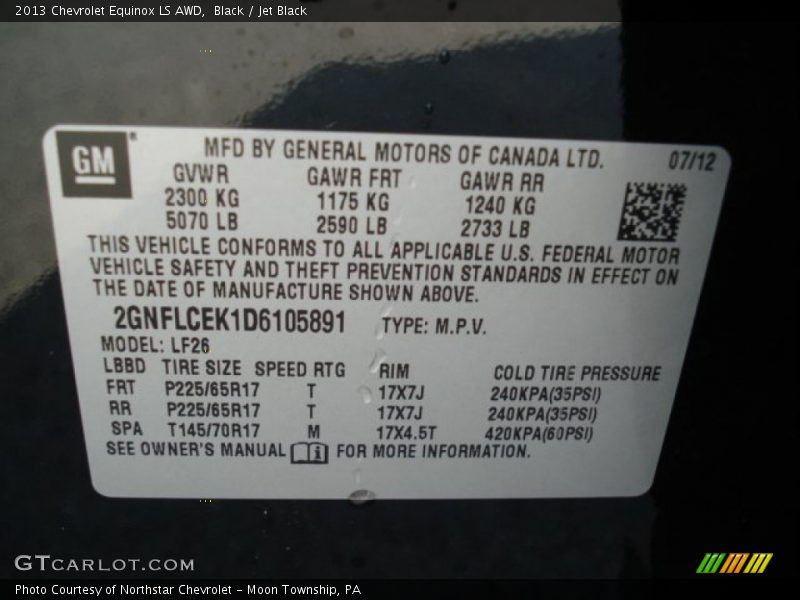 2013 Chevrolet Equinox LS AWD,  Black / Jet Black
GM MFD BY GENERAL MOTORS OF CANADA LTD. 07/12
GVWR GAWR FRT GAWR RR
2300 KG 1175 KG 1240 KG
5070 LB 2590 LB 2733 LB
THIS VEHICLE CONFORMS TO ALL APPLICABLE U.S. FEDERAL MOTOR
VEHICLE SAFETY AND THEFT PREVENTION STANDARDS IN EFFECT ON
THE DATE OF MANUFACTURE SHOWN ABOVE.
2GNFLCEK1D6105891 TYPE: M.P.V.
MODEL: LF26
LBBD TIRE SIZE SPEED RTG RIM COLD TIRE PRESSURE
FRT P225/65R17 T 17X7J 240KPA(35PSI)
RR P225/65R17 T 17X7J 240KPA(35PSI)
SPA T145/70R17 M 17X4.5T 420KPA(60PSI)
SEE OWNER'S MANUAL i FOR MORE INFORMATION.
GTCARLOT.COM
Photo Courtesy of Northstar Chevrolet - Moon Township, PA